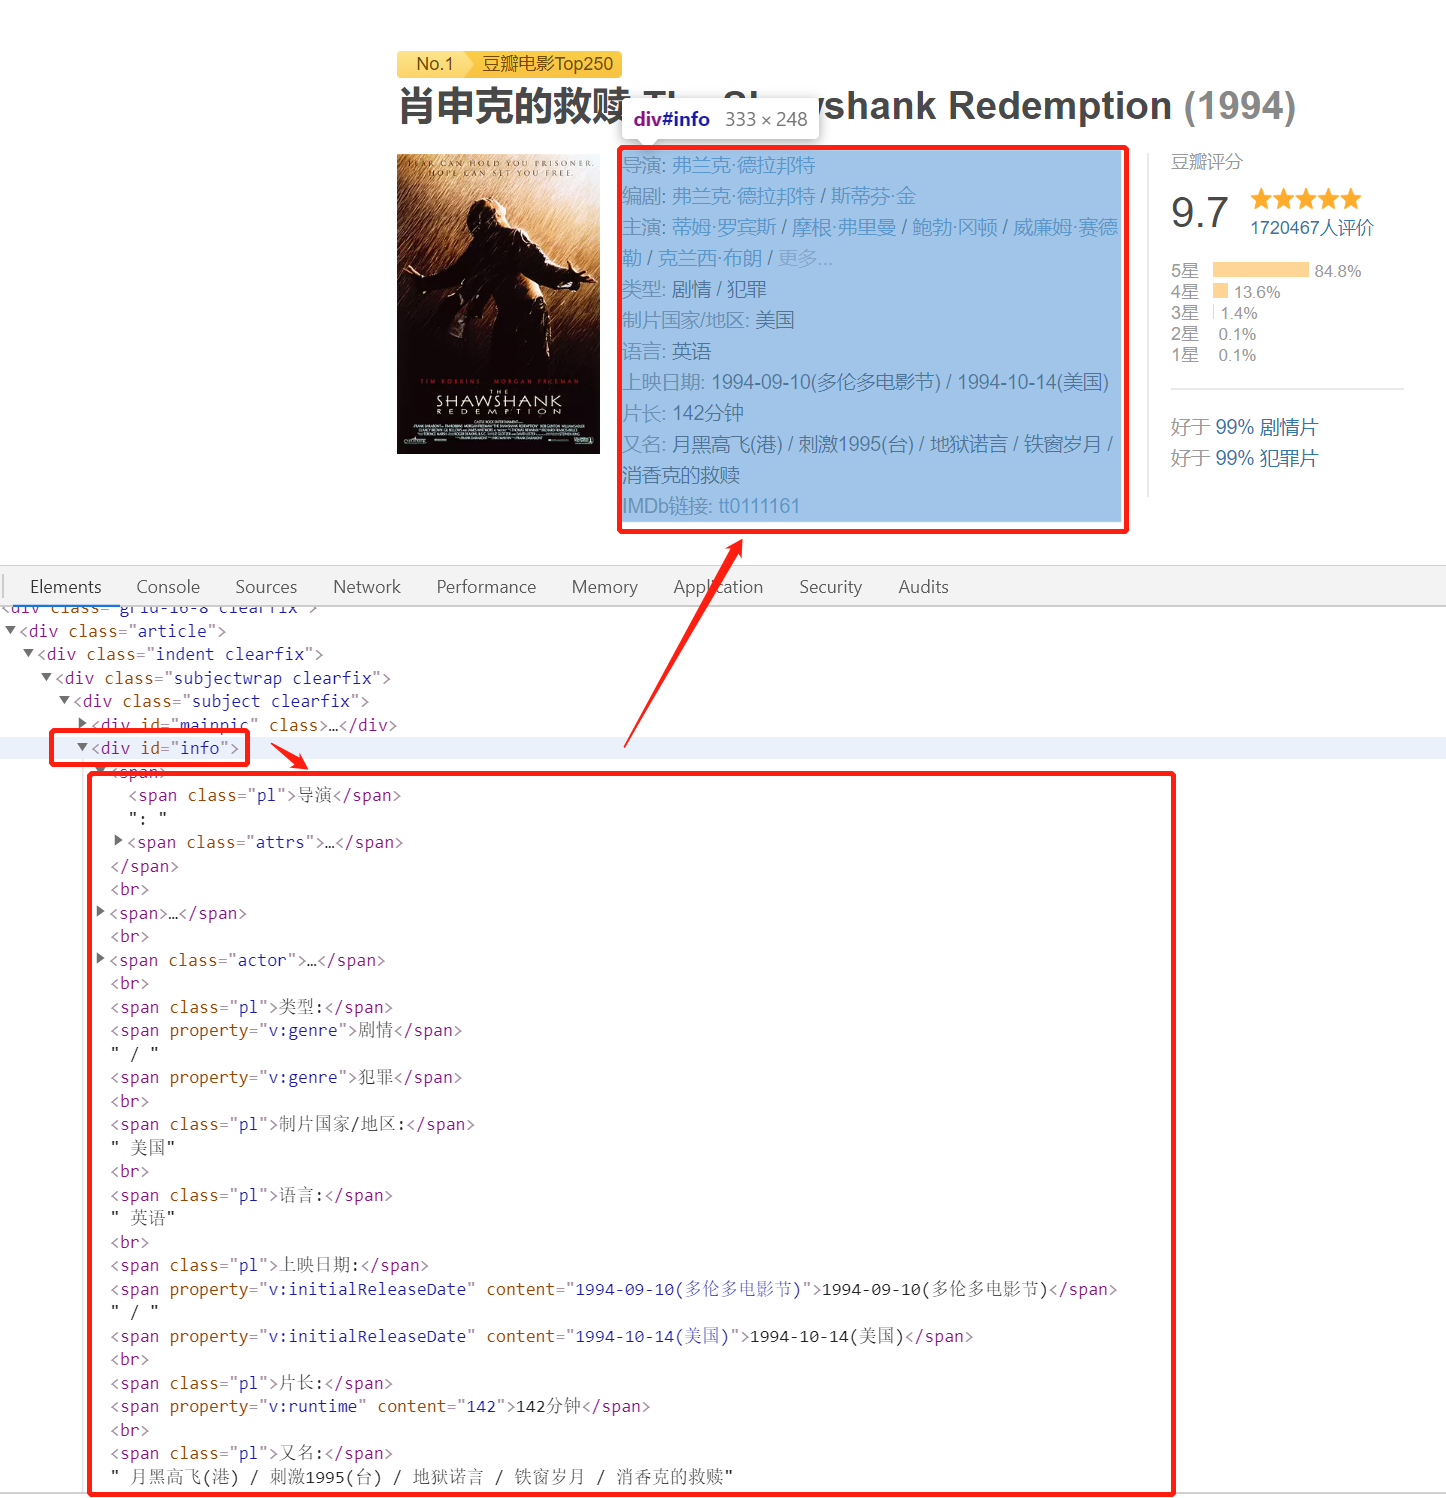 No.1 豆瓣电影Top250
肖申克的救赎 The Shawshank Redemption (1994)
div#info 333 × 248
FEAR CAN HOLD YOU PRISONER.
HOPE CAN SET YOU FREE.
TIM ROBBINS MORGAN FREEMAN
THE
SHAWSHANK
REDEMPTION
导演: 弗兰克·德拉邦特
编剧: 弗兰克·德拉邦特 / 斯蒂芬·金
主演: 蒂姆·罗宾斯 / 摩根·弗里曼 / 鲍勃·冈顿 / 威廉姆·赛德
勒 / 克兰西·布朗 / 更多...
类型: 剧情 / 犯罪
制片国家/地区: 美国
语言: 英语
上映日期: 1994-09-10(多伦多电影节) / 1994-10-14(美国)
片长: 142分钟
又名: 月黑高飞(港) / 刺激1995(台) / 地狱诺言 / 铁窗岁月 /
消香克的救赎
IMDb链接: tt0111161
豆瓣评分
9.7
1720467人评价
5星 84.8%
4星 13.6%
3星 1.4%
2星 0.1%
1星 0.1%
好于 99% 剧情片
好于 99% 犯罪片
Elements Console Sources Network Performance Memory Application Security Audits
<div class="grid-16-8 clearfix">
<div class="article">
<div class="indent clearfix">
<div class="subjectwrap clearfix">
<div class="subject clearfix">
<div id="mainpic" class>…</div>
<div id="info">
<span>
<span class="pl">导演</span>
": "
<span class="attrs">…</span>
</span>
<br>
<span>…</span>
<br>
<span class="actor">…</span>
<br>
<span class="pl">类型:</span>
<span property="v:genre">剧情</span>
" / "
<span property="v:genre">犯罪</span>
<br>
<span class="pl">制片国家/地区:</span>
" 美国"
<br>
<span class="pl">语言:</span>
" 英语"
<br>
<span class="pl">上映日期:</span>
<span property="v:initialReleaseDate" content="1994-09-10(多伦多电影节)">1994-09-10(多伦多电影节)</span>
" / "
<span property="v:initialReleaseDate" content="1994-10-14(美国)">1994-10-14(美国)</span>
<br>
<span class="pl">片长:</span>
<span property="v:runtime" content="142">142分钟</span>
<br>
<span class="pl">又名:</span>
" 月黑高飞(港) / 刺激1995(台) / 地狱诺言 / 铁窗岁月 / 消香克的救赎"